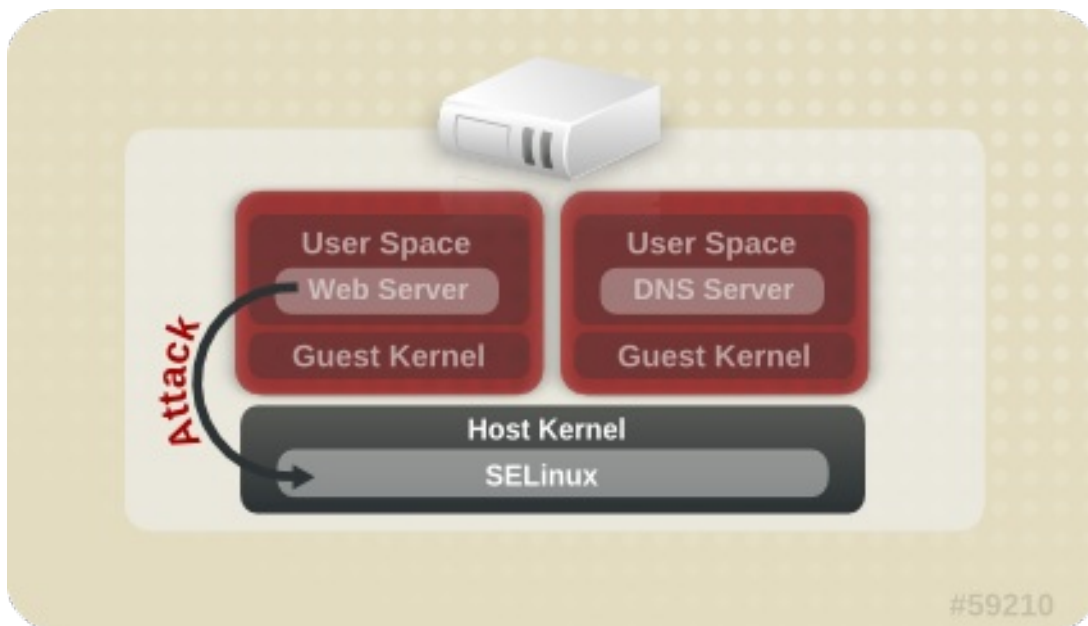 User Space
Web Server
Guest Kernel
User Space
DNS Server
Guest Kernel
Attack
Host Kernel
SELinux
#59210